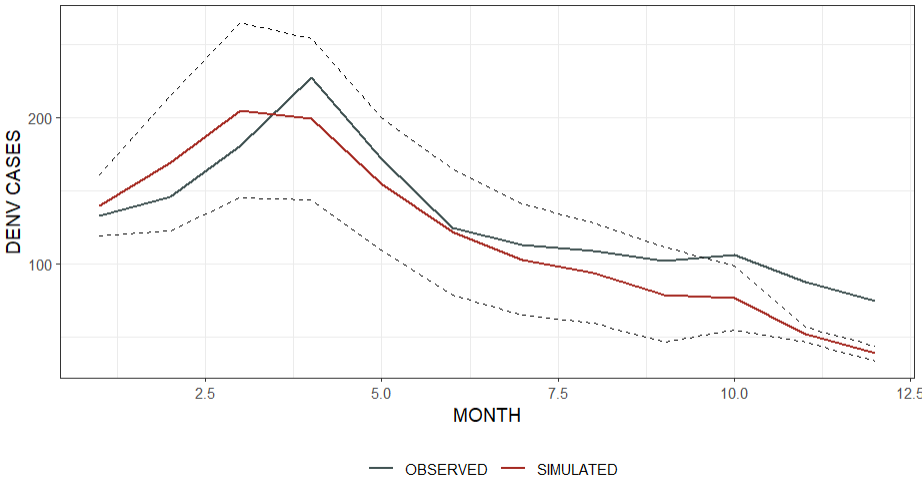 DENV CASES
200
100
2.5 5.0 7.5 10.0 12.5
MONTH
OBSERVED SIMULATED